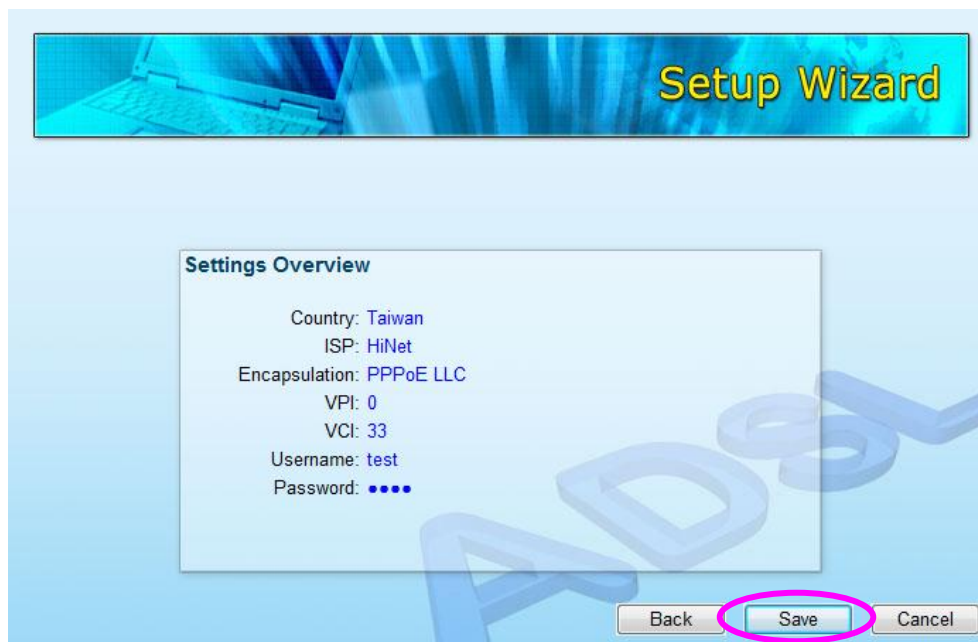 Setup Wizard
Settings Overview
Country: Taiwan
ISP: HiNet
Encapsulation: PPPoE LLC
VPI: 0
VCI: 33
Username: test
Password: ●●●●
ADSL
Back Save Cancel